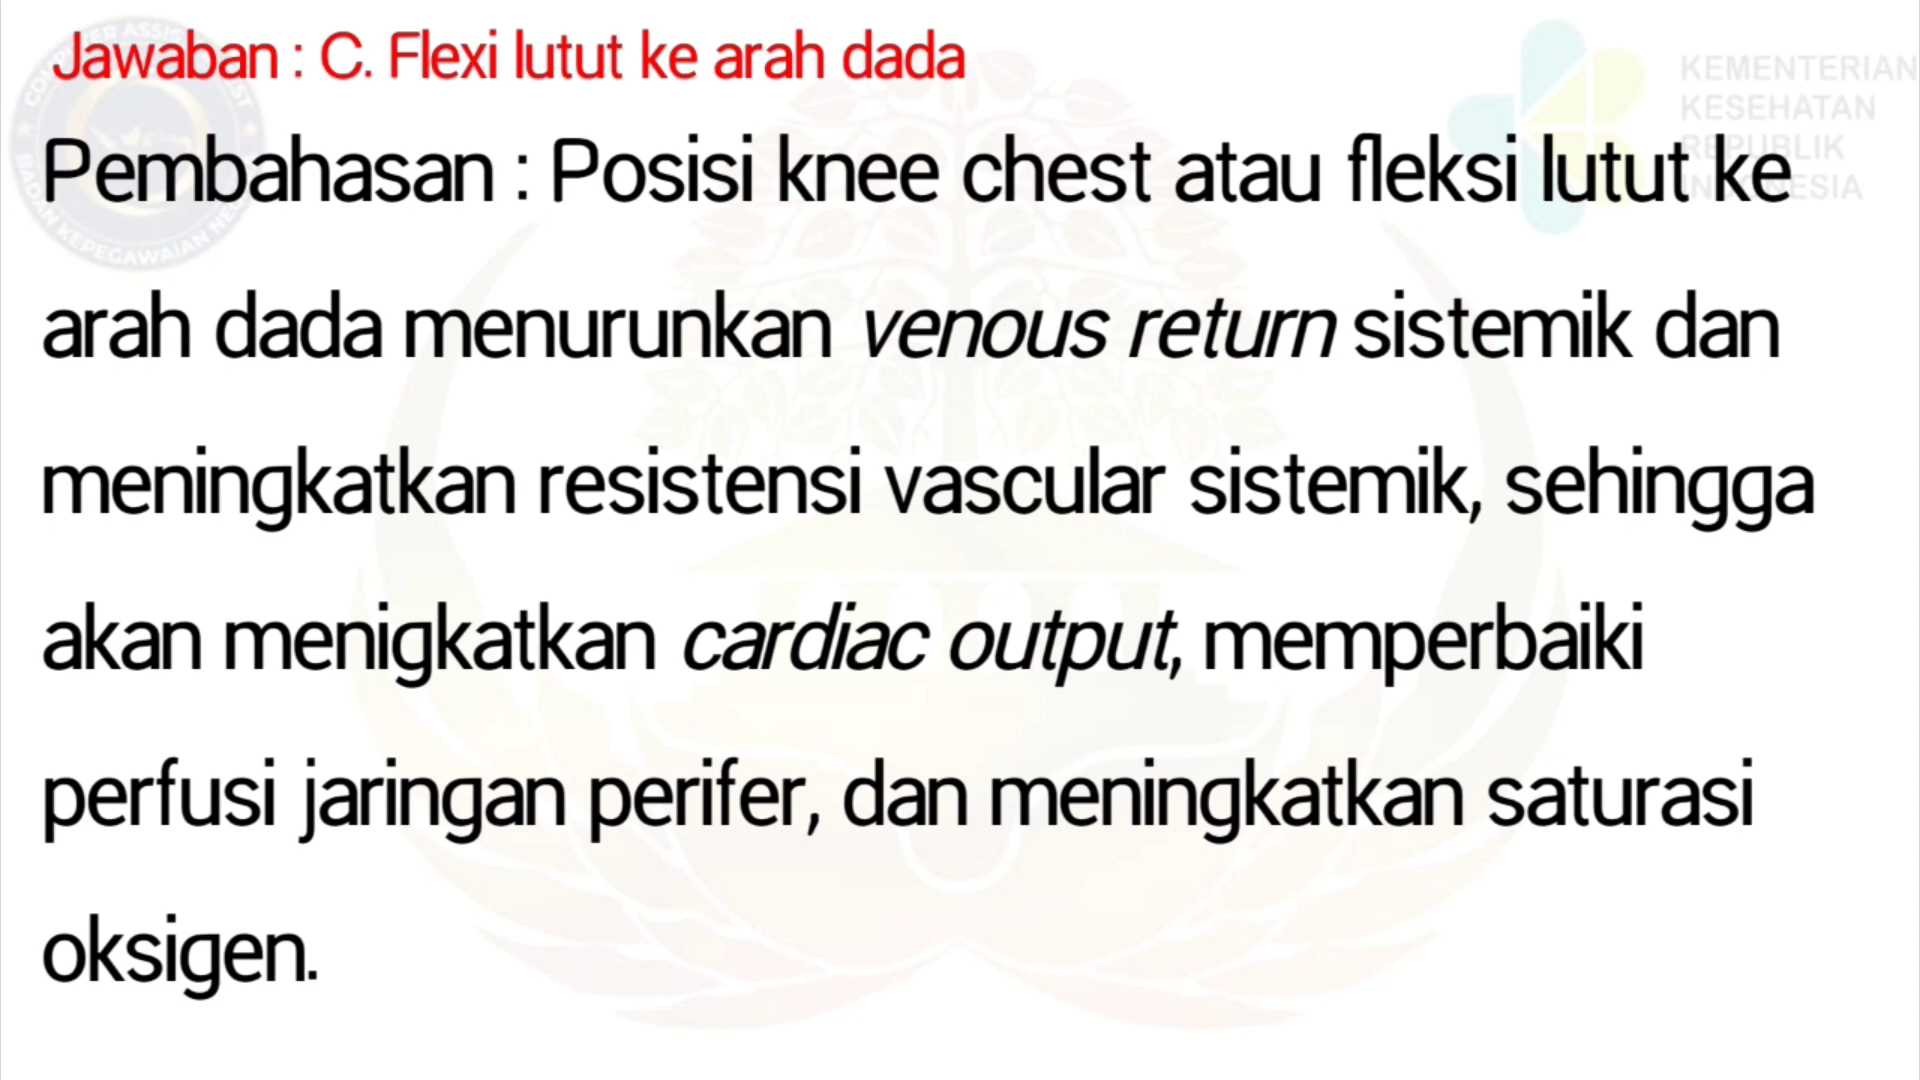 Jawaban : C. Flexi lutut ke arah dada
KEMENTERIAN
KESEHATAN
REPUBLIK
INDONESIA
Pembahasan : Posisi knee chest atau fleksi lutut ke
arah dada menurunkan venous return sistemik dan
meningkatkan resistensi vascular sistemik, sehingga
akan menigkatkan cardiac output, memperbaiki
perfusi jaringan perifer, dan meningkatkan saturasi
oksigen.